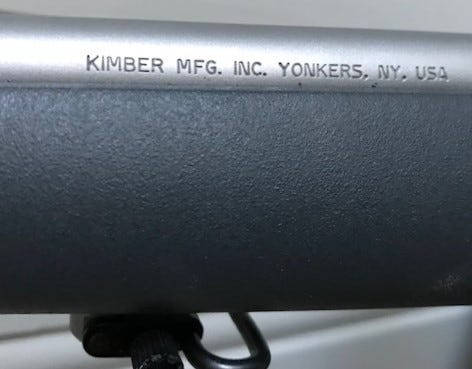 KIMBER MFG. INC. YONKERS, NY, USA